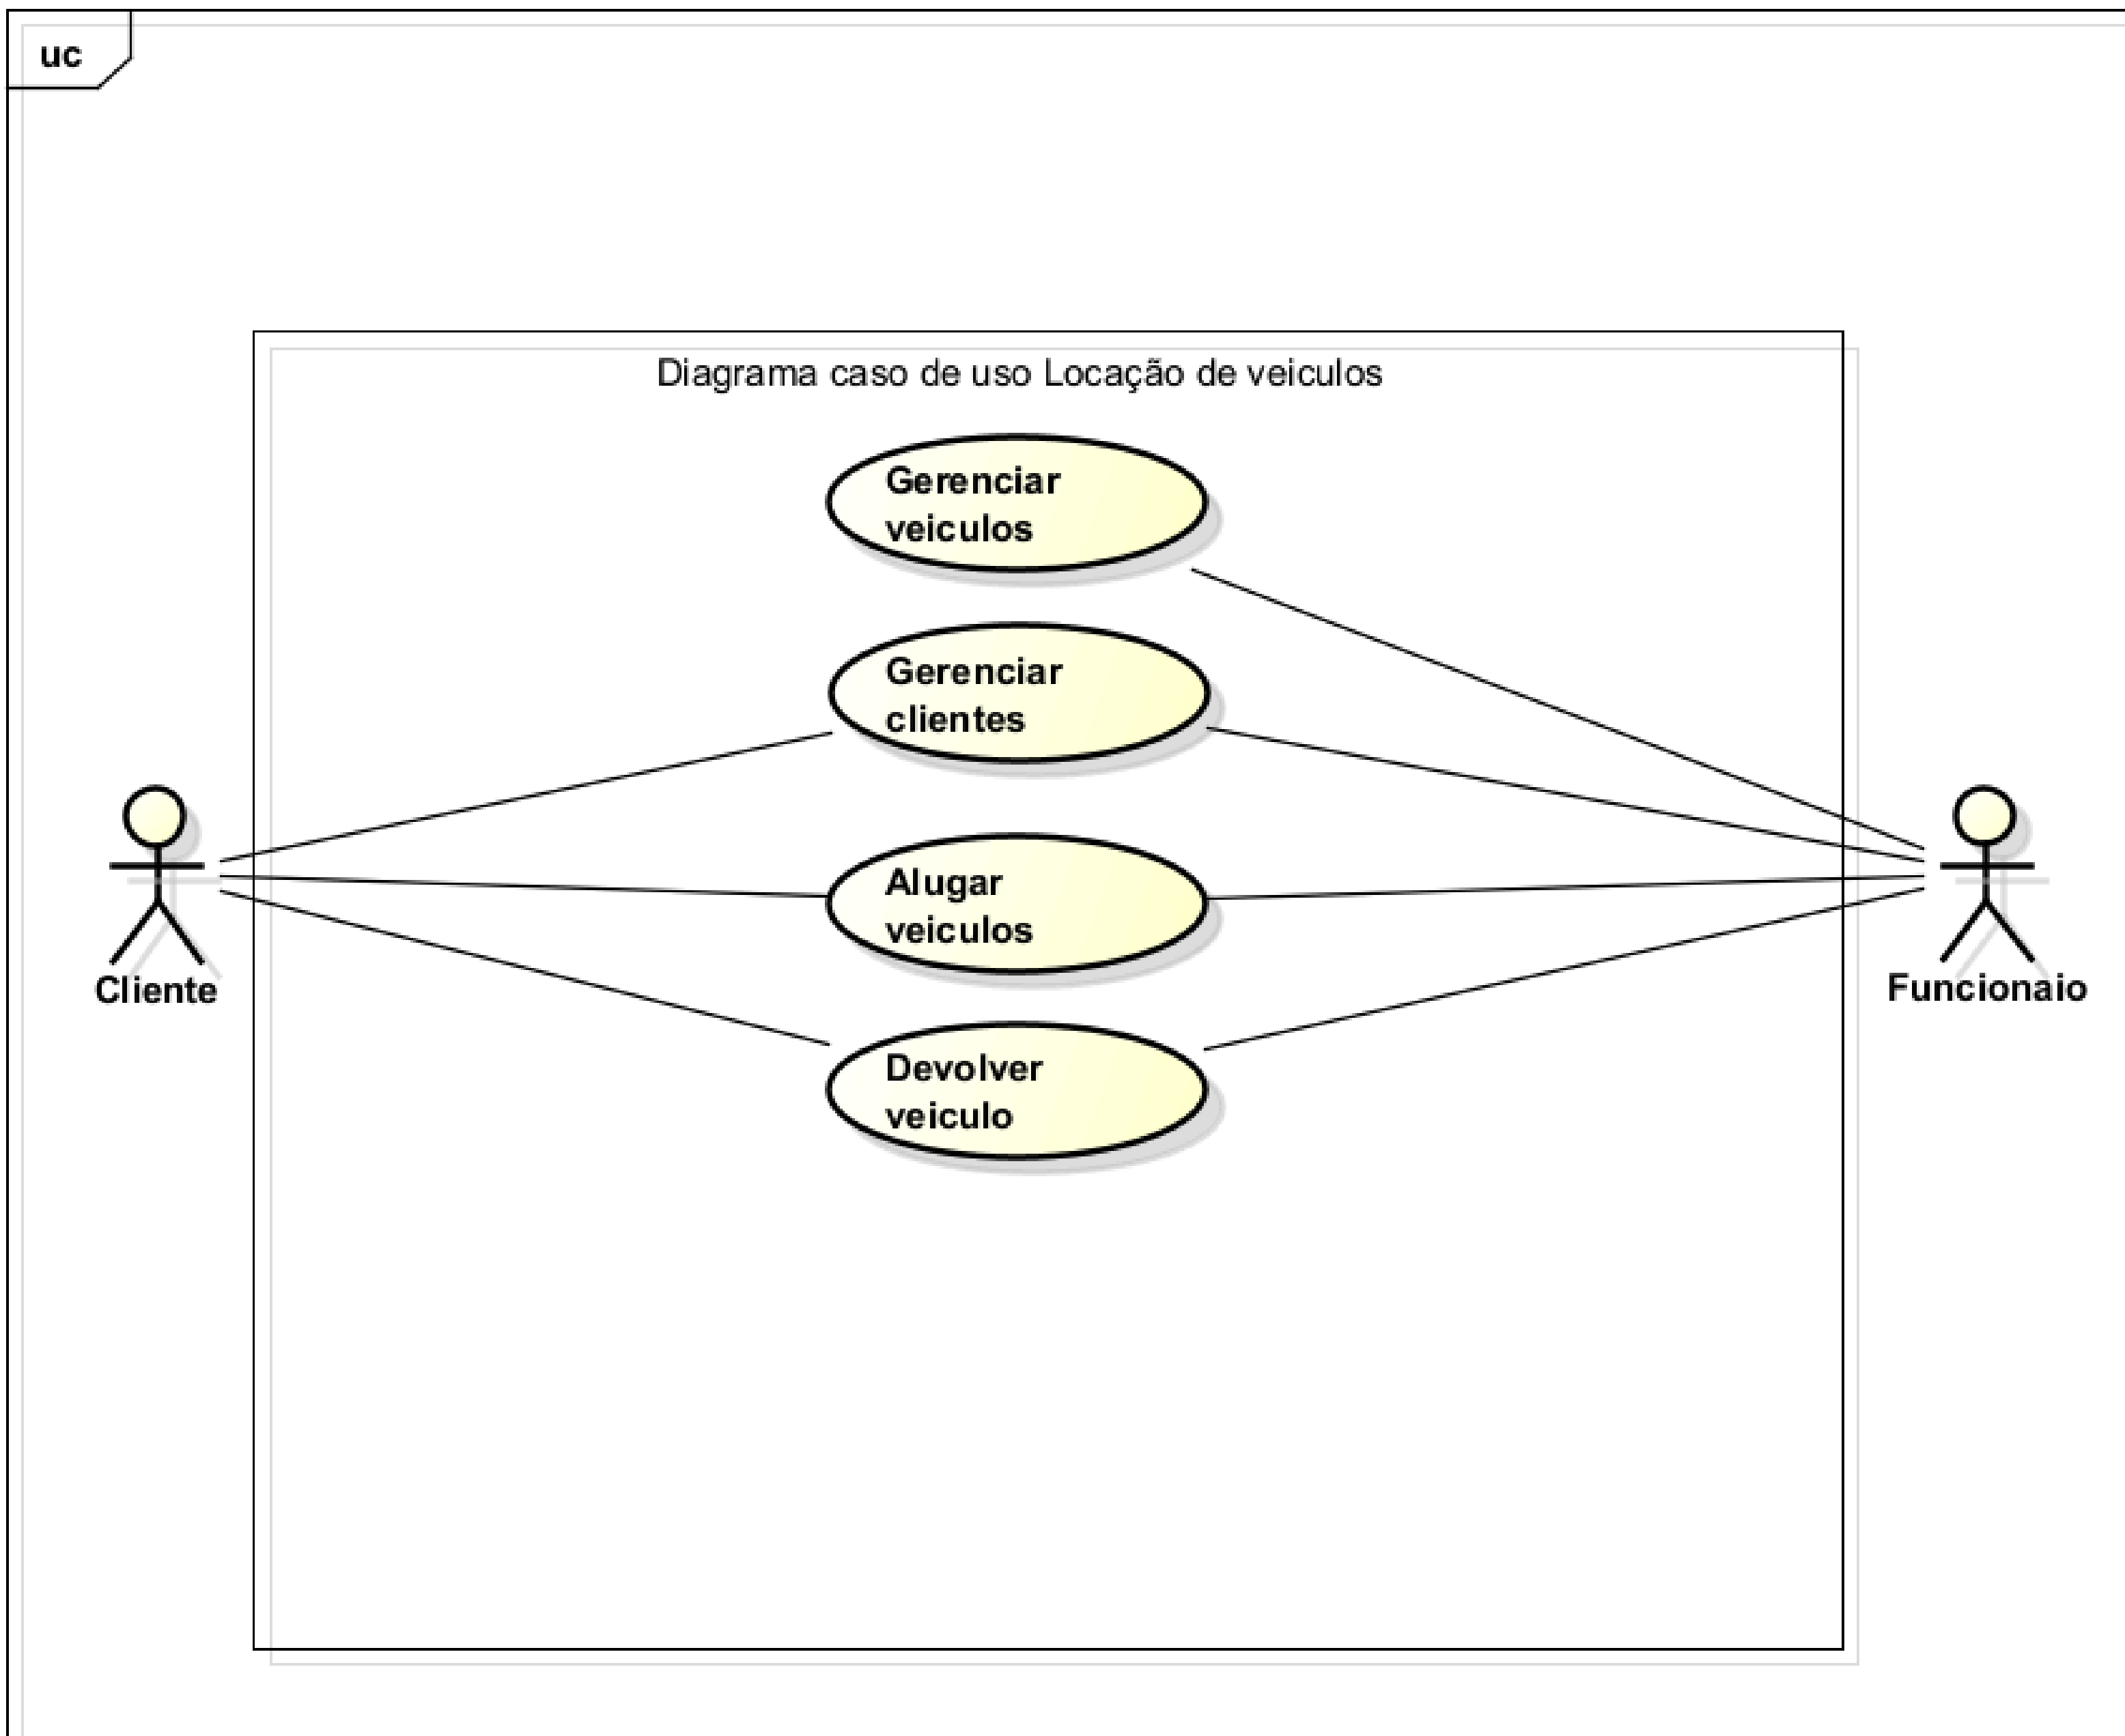 uc
Diagrama caso de uso Locação de veiculos
Gerenciar
veiculos
Gerenciar
clientes
Alugar
veiculos
Devolver
veiculo
Cliente
Funcionaio